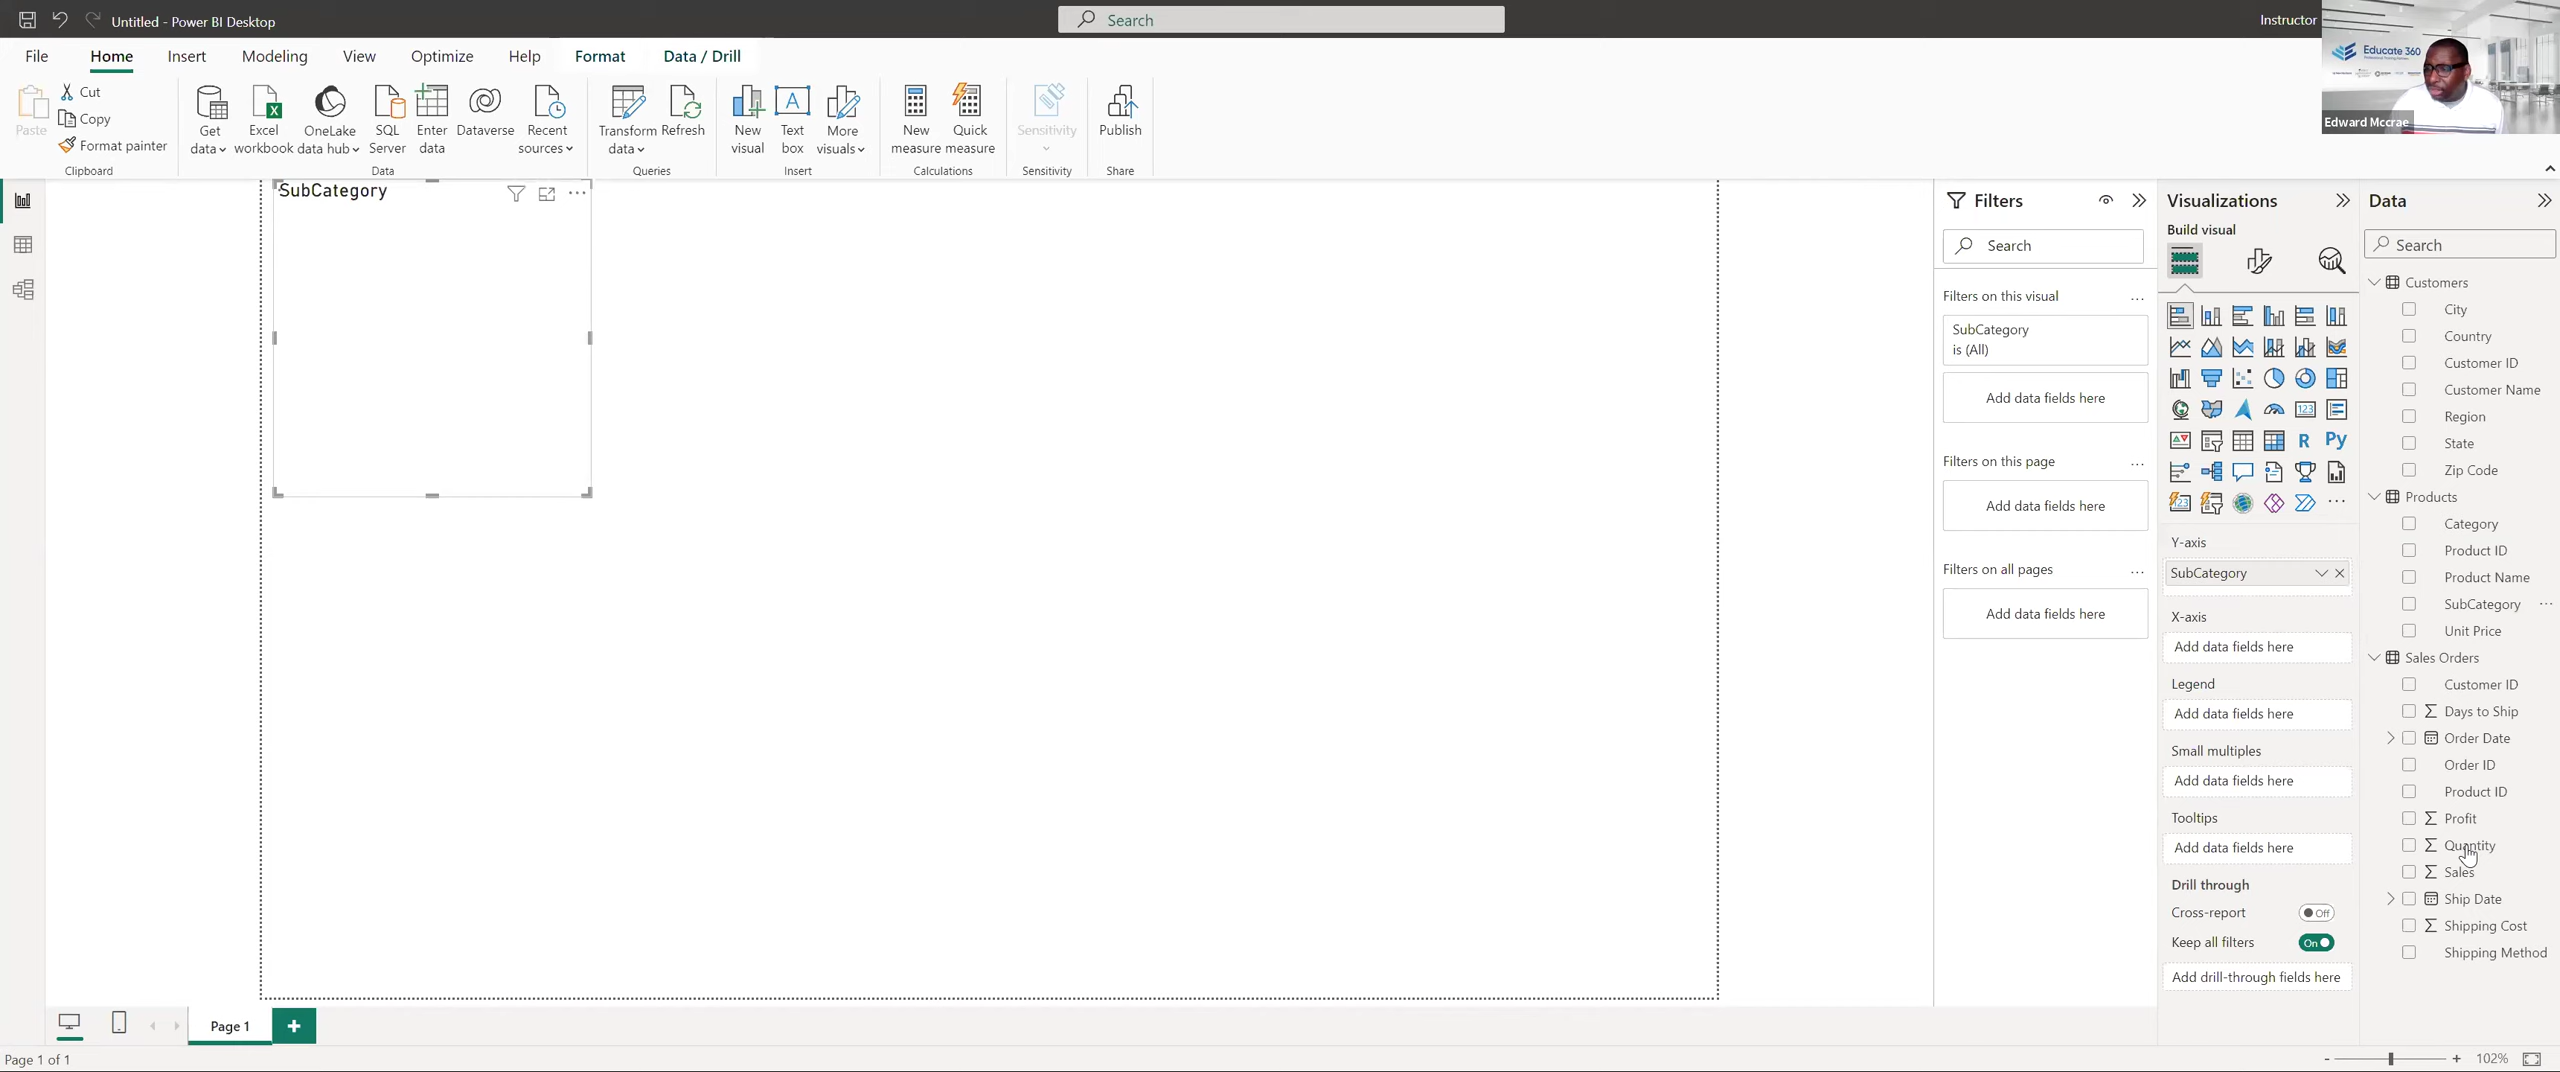 Untitled - Power BI Desktop
Search
Instructor
Educate 360
Edward Mccrae
File
Home
Insert
Modeling
View
Optimize
Help
Format
Data / Drill
Paste
Cut
Copy
Format painter
Clipboard
Get data
Excel workbook
OneLake data hub
SQL Server
Enter data
Dataverse
Recent sources
Data
Transform data
Refresh
Queries
New visual
Text box
More visuals
Insert
New measure
Quick measure
Calculations
Sensitivity
Sensitivity
Publish
Share
SubCategory
Filters
Search
Filters on this visual
SubCategory
is (All)
Add data fields here
Filters on this page
Add data fields here
Filters on all pages
Add data fields here
Visualizations
Build visual
123
R
Py
123
Y-axis
SubCategory
X-axis
Add data fields here
Legend
Add data fields here
Small multiples
Add data fields here
Tooltips
Add data fields here
Drill through
Cross-report
Off
Keep all filters
On
Add drill-through fields here
Data
Search
Customers
City
Country
Customer ID
Customer Name
Region
State
Zip Code
Products
Category
Product ID
Product Name
SubCategory
Unit Price
Sales Orders
Customer ID
Σ Days to Ship
Order Date
Order ID
Product ID
Σ Profit
Σ Quantity
Σ Sales
Ship Date
Σ Shipping Cost
Shipping Method
Page 1
Page 1 of 1
- + 102%